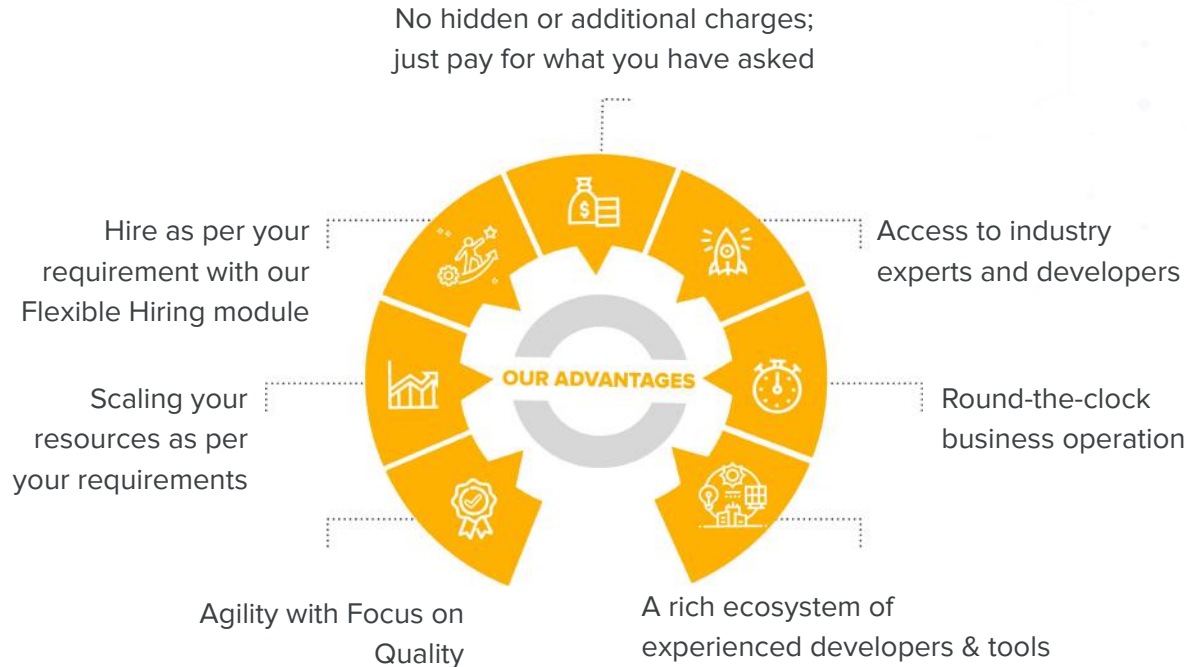 No hidden or additional charges;
just pay for what you have asked
Hire as per your
requirement with our
Flexible Hiring module
Access to industry
experts and developers
OUR ADVANTAGES
Scaling your
resources as per
your requirements
Round-the-clock
business operation
Agility with Focus on
Quality
A rich ecosystem of
experienced developers & tools